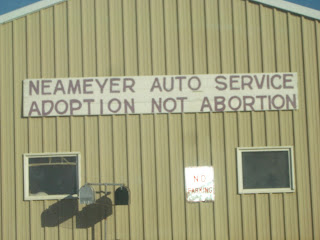 NEAMEYER AUTO SERVICE
ADOPTION NOT ABORTION
NO
PARKING